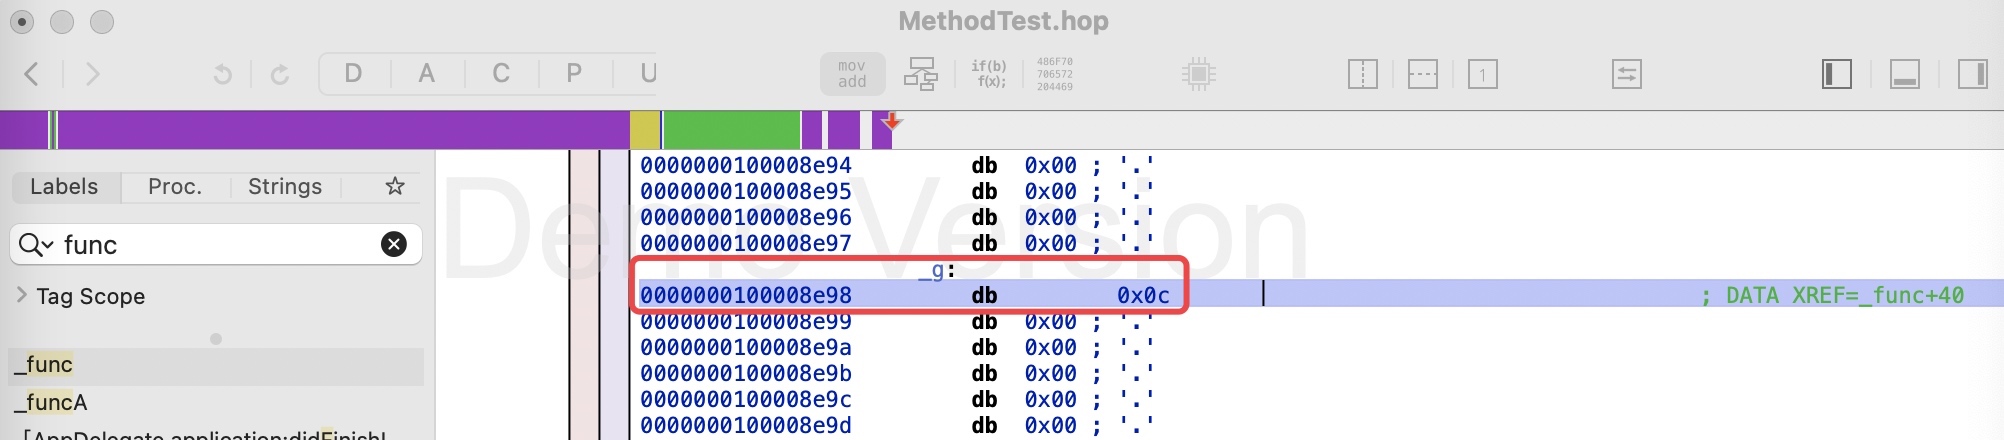 MethodTest.hop
D A C P U
mov
add
if(b)
f(x);
486F70
706572
204469
1
Labels Proc. Strings
func
Tag Scope
_func
_funcA
Demo Version
0000000100008e94 db 0x00 ; '.'
0000000100008e95 db 0x00 ; '.'
0000000100008e96 db 0x00 ; '.'
0000000100008e97 db 0x00 ; '.'
_g:
0000000100008e98 db 0x0c ; DATA XREF=_func+40
0000000100008e99 db 0x00 ; '.'
0000000100008e9a db 0x00 ; '.'
0000000100008e9b db 0x00 ; '.'
0000000100008e9c db 0x00 ; '.'
0000000100008e9d db 0x00 ; '.'